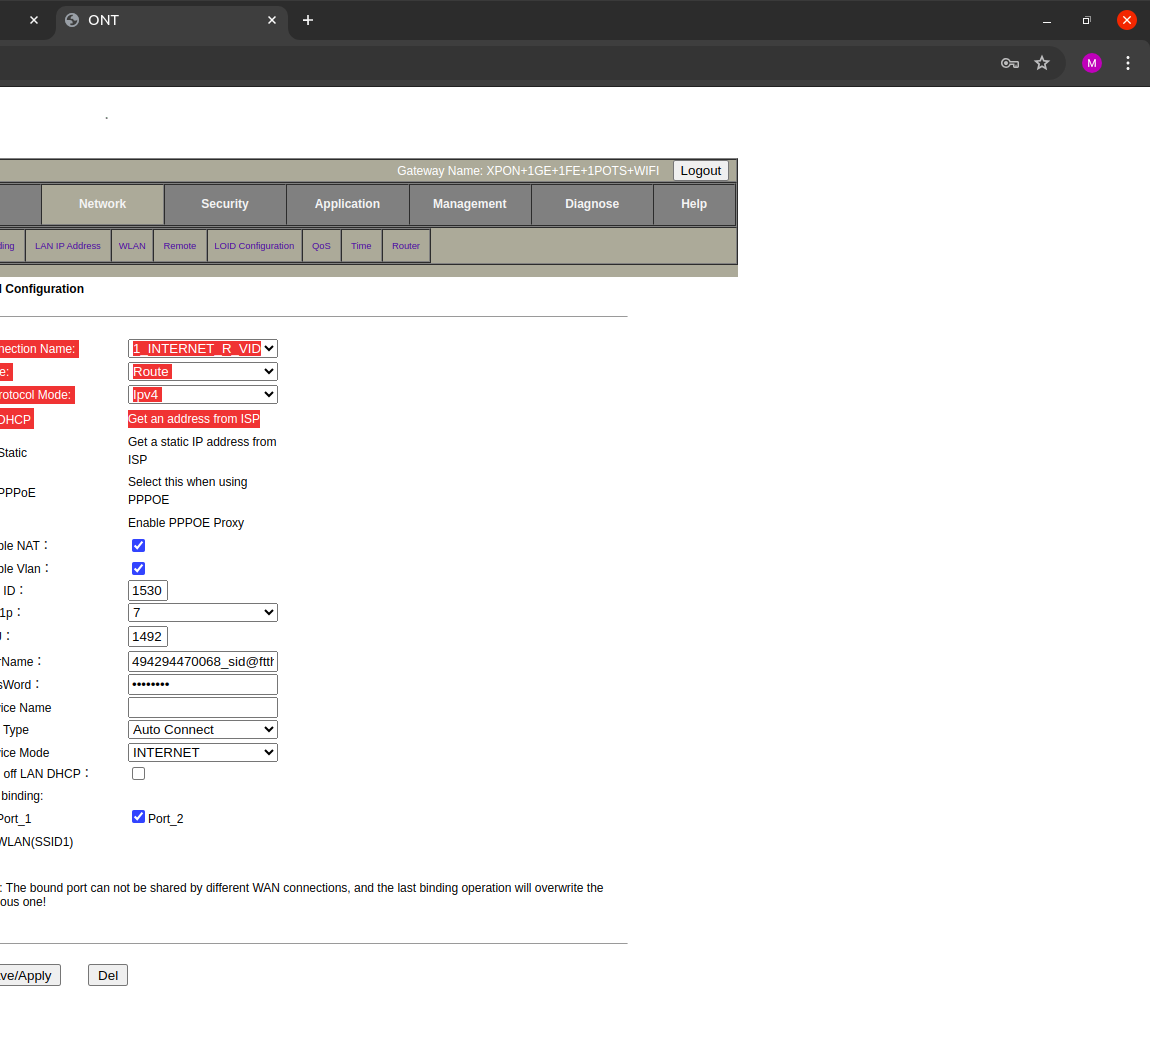 ONT
M
Gateway Name: XPON+1GE+1FE+1POTS+WIFI Logout
Network Security Application Management Diagnose Help
ding LAN IP Address WLAN Remote LOID Configuration QoS Time Router
Configuration
nection Name: 1_INTERNET_R_VID
e: Route
rotocol Mode: Ipv4
DHCP Get an address from ISP
Static Get a static IP address from
ISP
PPPoE Select this when using
PPPOE
Enable PPPOE Proxy
ble NAT：
ble Vlan：
ID： 1530
1p： 7
： 1492
rName： 494294470068_sid@ftth
sWord： ••••••••
ice Name
Type Auto Connect
ice Mode INTERNET
off LAN DHCP：
binding:
Port_1 Port_2
WLAN(SSID1)
: The bound port can not be shared by different WAN connections, and the last binding operation will overwrite the
ous one!
ve/Apply Del